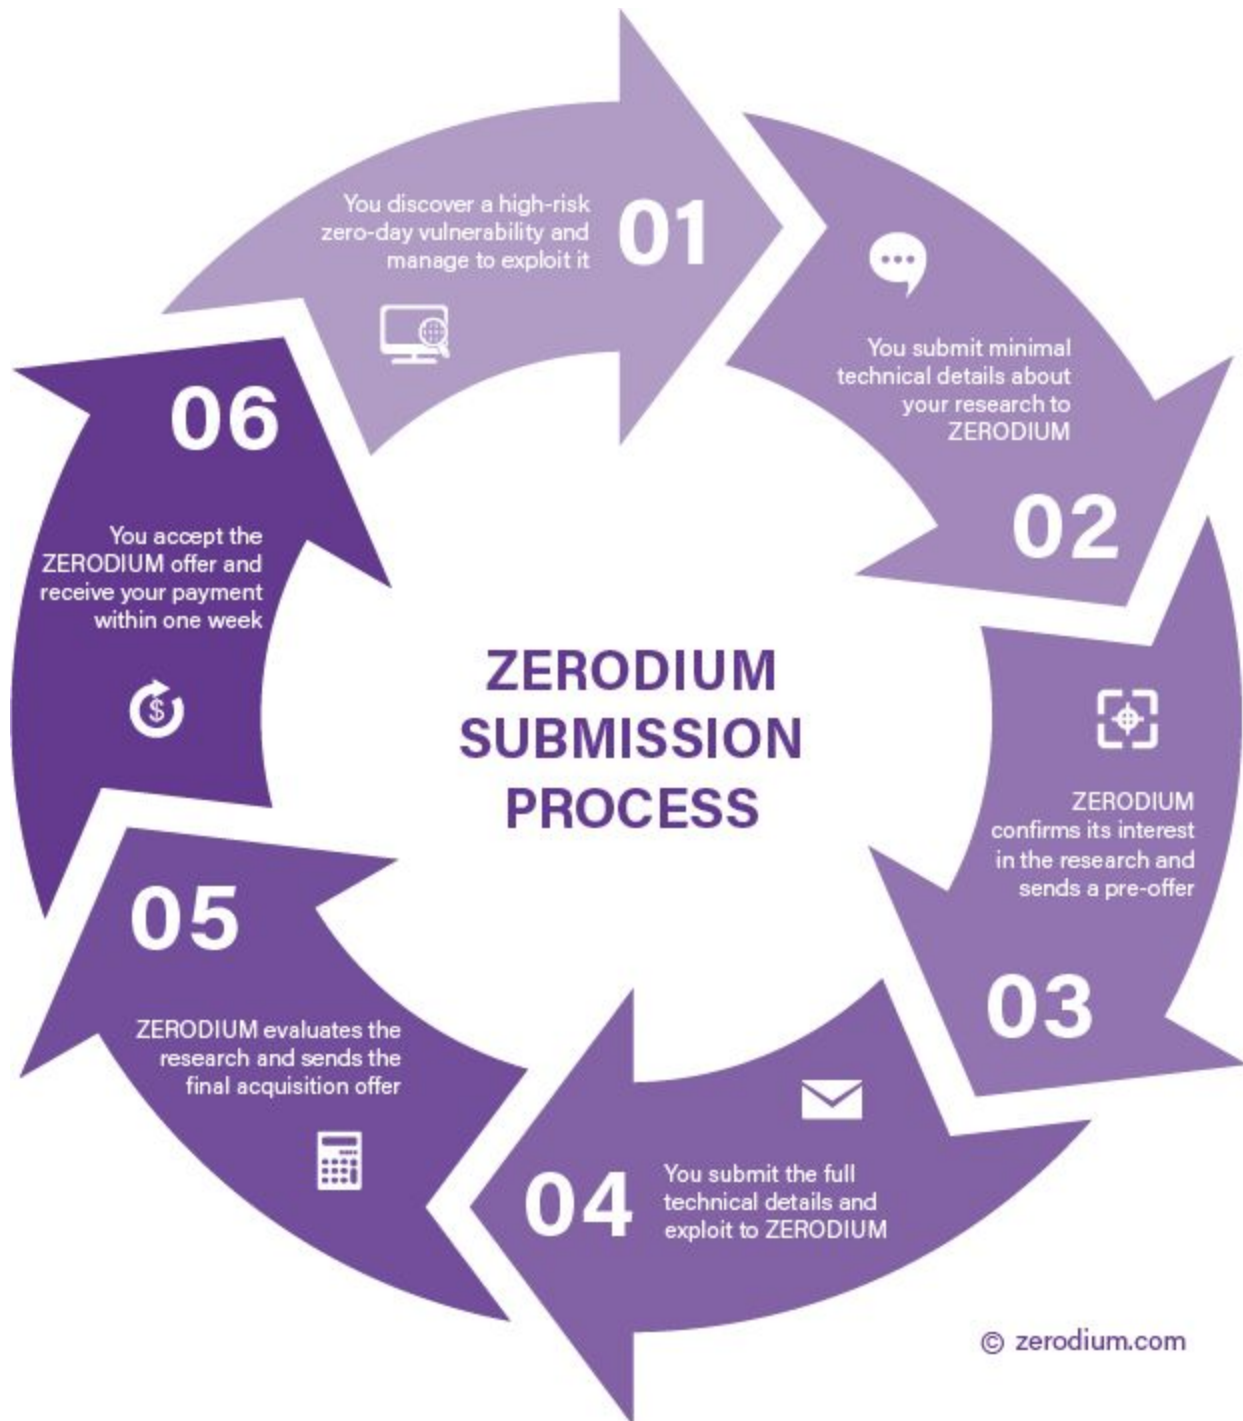 You discover a high-risk
zero-day vulnerability and
manage to exploit it
01
You submit minimal
technical details about
your research to
ZERODIUM
02
ZERODIUM
confirms its interest
in the research and
sends a pre-offer
03
You submit the full
technical details and
exploit to ZERODIUM
04
05
ZERODIUM evaluates the
research and sends the
final acquisition offer
06
You accept the
ZERODIUM offer and
receive your payment
within one week
$
ZERODIUM
SUBMISSION
PROCESS
© zerodium.com